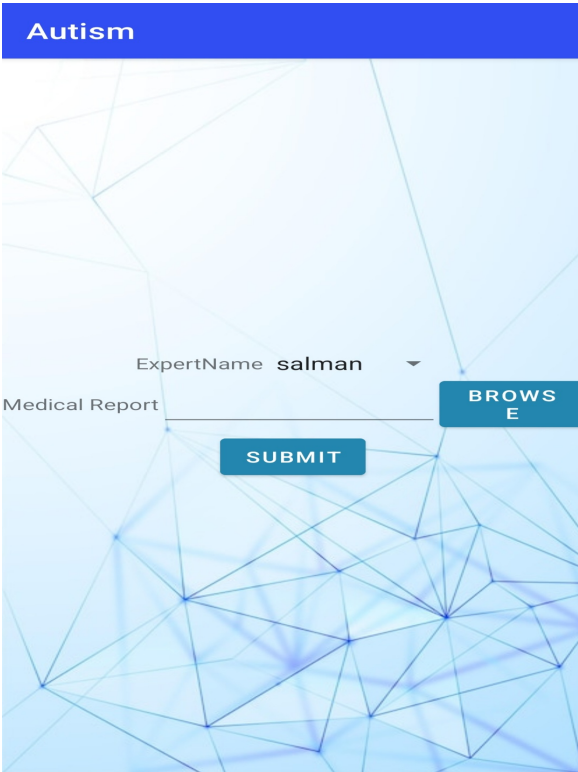 Autism
ExpertName salman
Medical Report
BROWS
E
SUBMIT